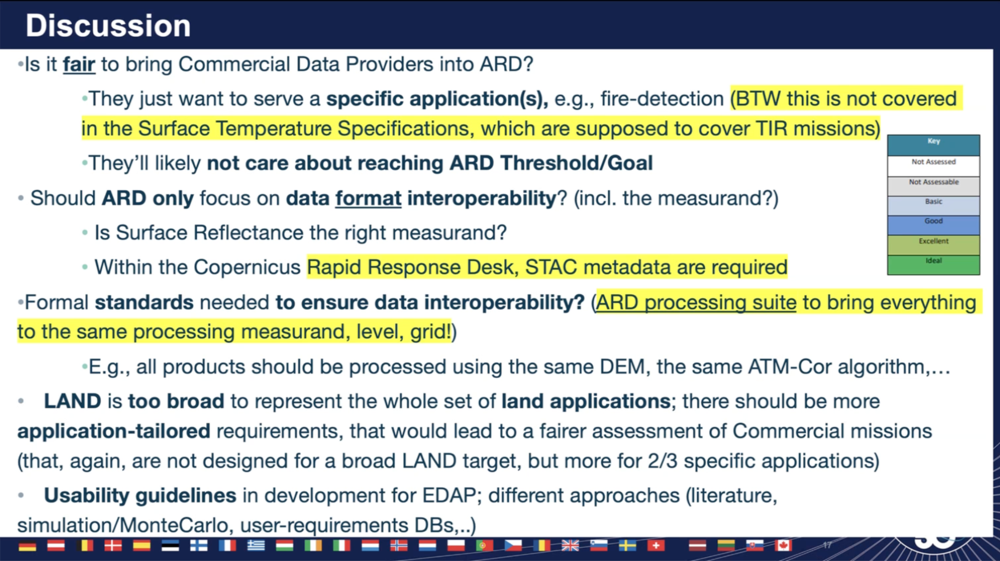 Discussion
•Is it fair to bring Commercial Data Providers into ARD?
•They just want to serve a specific application(s), e.g., fire-detection (BTW this is not covered
in the Surface Temperature Specifications, which are supposed to cover TIR missions)
•They’ll likely not care about reaching ARD Threshold/Goal
• Should ARD only focus on data format interoperability? (incl. the measurand?)
• Is Surface Reflectance the right measurand?
• Within the Copernicus Rapid Response Desk, STAC metadata are required
Key
Not Assessed
Not Assessable
Basic
Good
Excellent
Ideal
•Formal standards needed to ensure data interoperability? (ARD processing suite to bring everything
to the same processing measurand, level, grid!)
•E.g., all products should be processed using the same DEM, the same ATM-Cor algorithm,…
• LAND is too broad to represent the whole set of land applications; there should be more
application-tailored requirements, that would lead to a fairer assessment of Commercial missions
(that, again, are not designed for a broad LAND target, but more for 2/3 specific applications)
• Usability guidelines in development for EDAP; different approaches (literature,
simulation/MonteCarlo, user-requirements DBs,..)
17